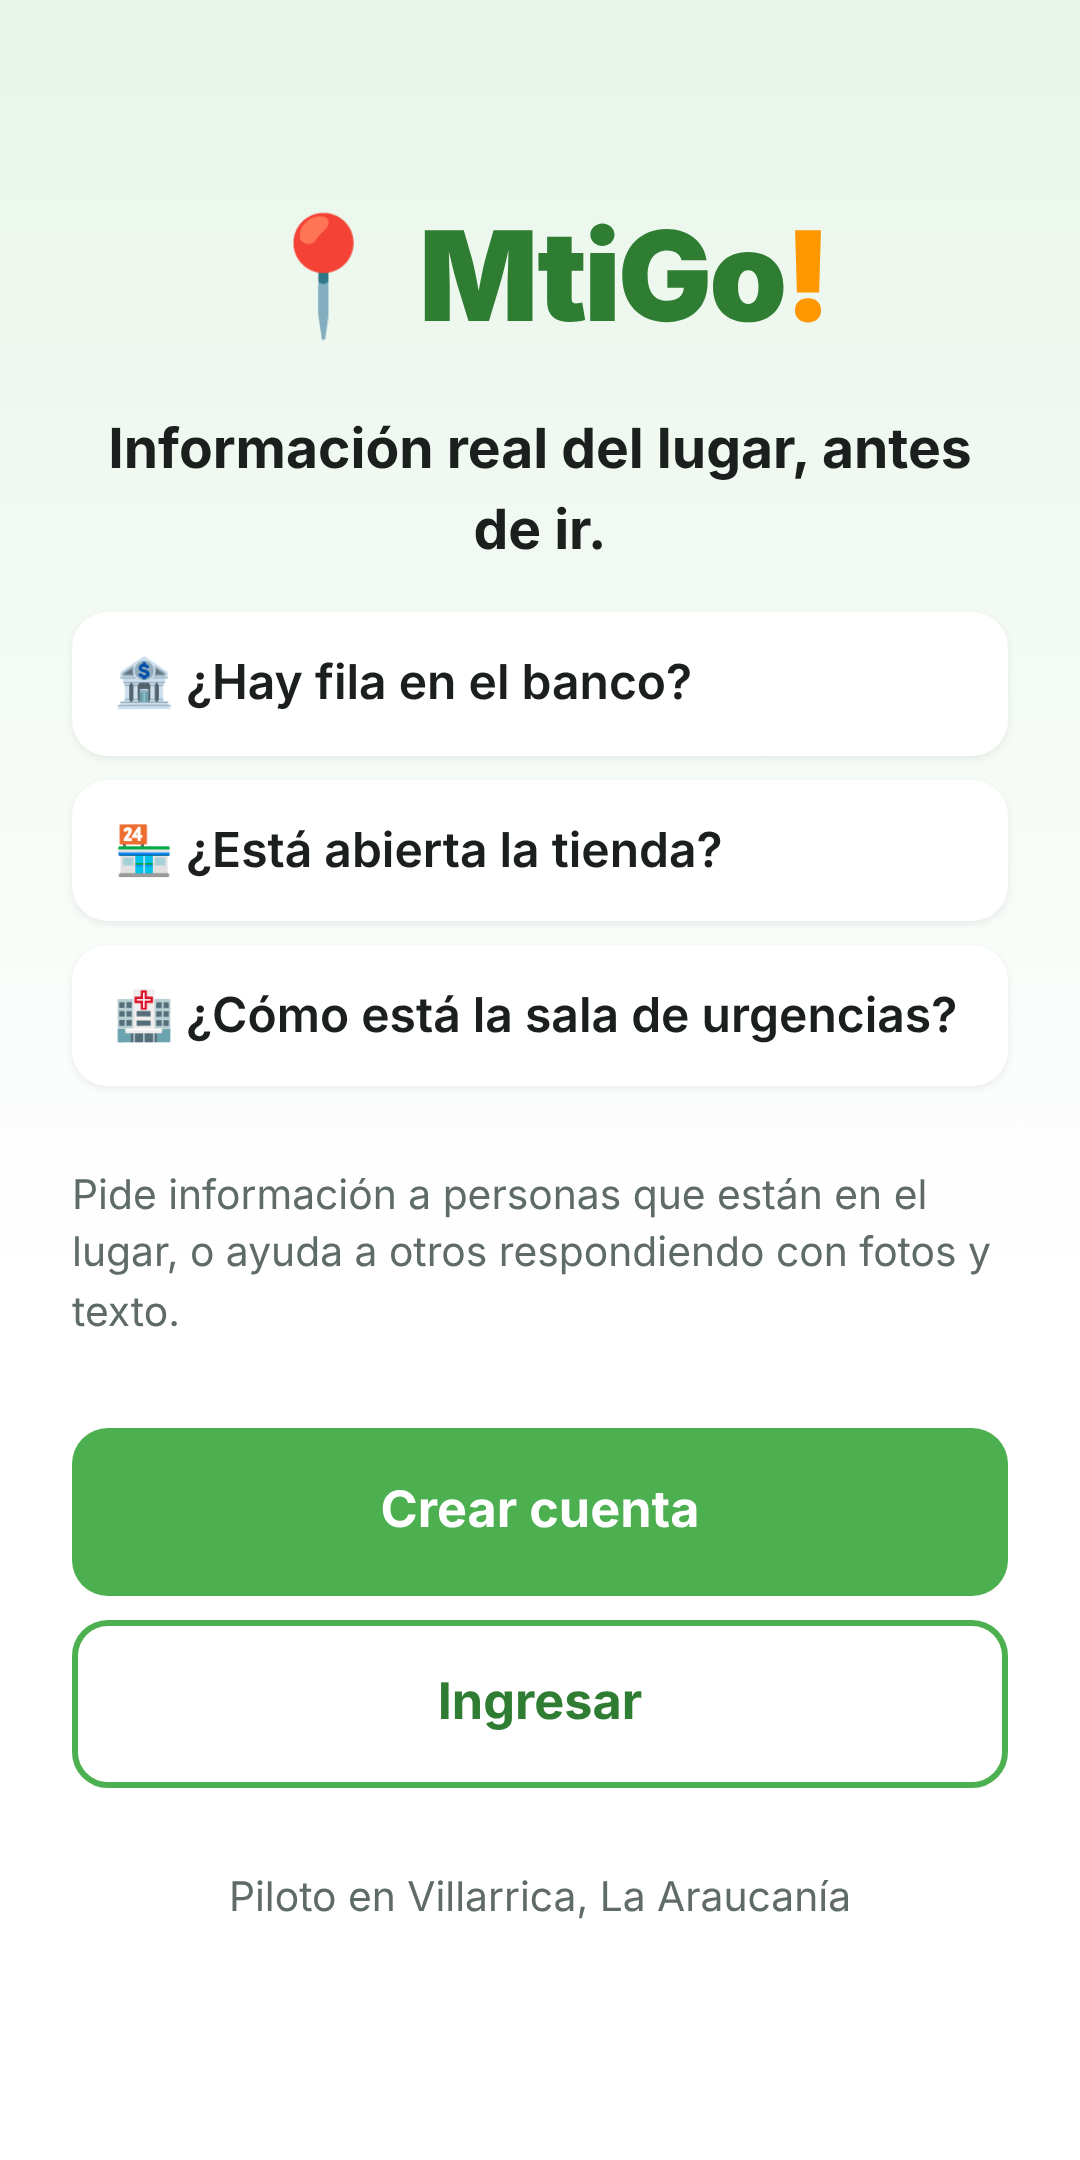 MtiGo!
Información real del lugar, antes
de ir.
¿Hay fila en el banco?
24 ¿Está abierta la tienda?
¿Cómo está la sala de urgencias?
Pide información a personas que están en el
lugar, o ayuda a otros respondiendo con fotos y
texto.
Crear cuenta
Ingresar
Piloto en Villarrica, La Araucanía